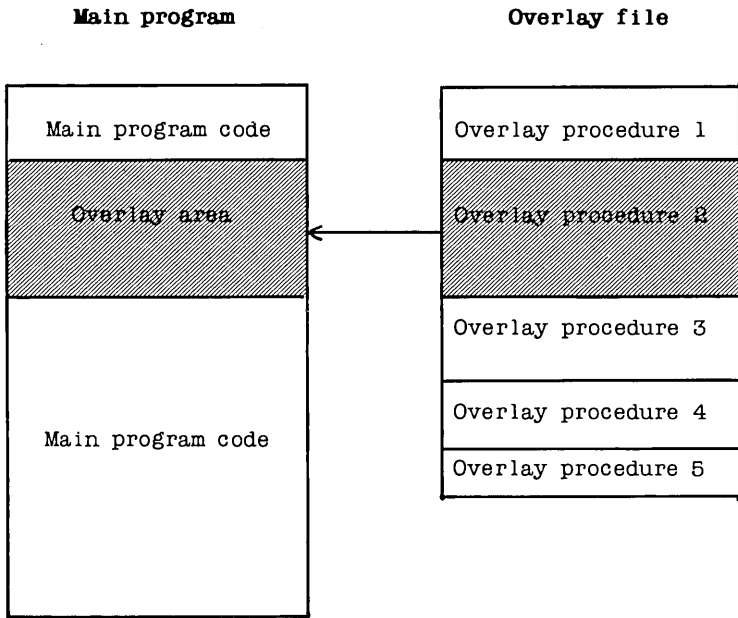 Main program
Overlay file
Main program code
Overlay area
Main program code
Overlay procedure 1
Overlay procedure 2
Overlay procedure 3
Overlay procedure 4
Overlay procedure 5